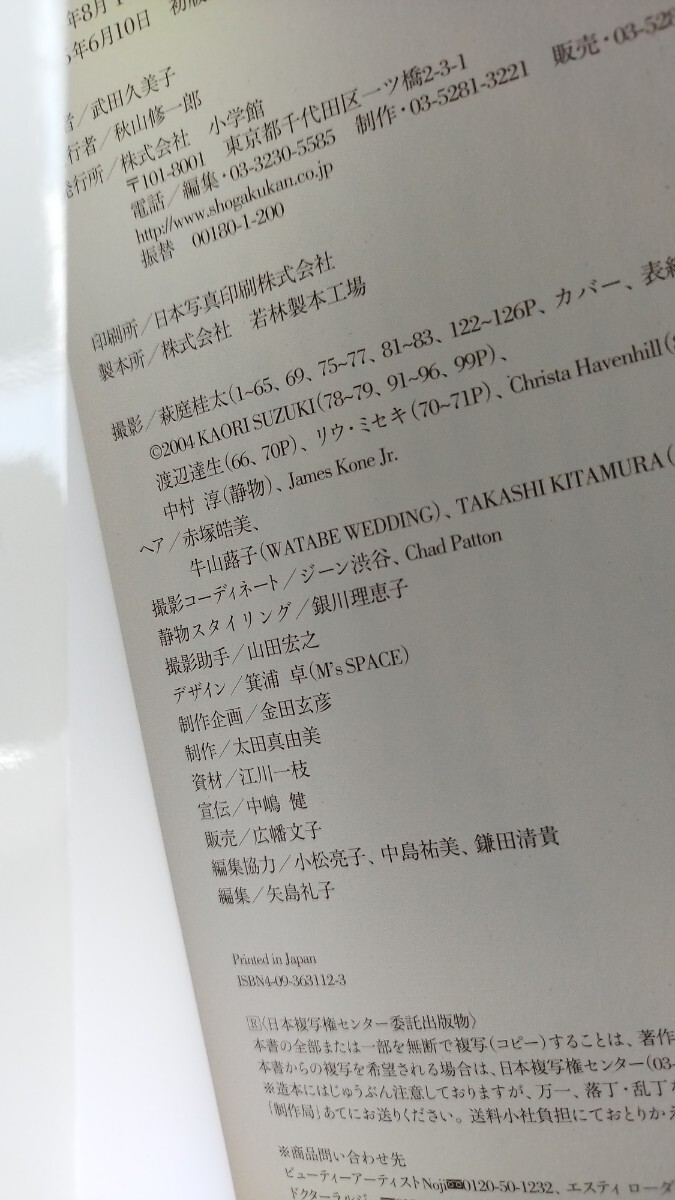 年8月1
5年6月10日 初版
者/武田久美子
行者/秋山修一郎
発行所/株式会社 小学館
〒101-8001 東京都千代田区一ツ橋2-3-1
電話/編集・03-3230-5585 制作・03-5281-3221 販売・03-528
http://www.shogakukan.co.jp
振替 00180-1-200
印刷所/日本写真印刷株式会社
製本所/株式会社 若林製本工場
撮影/萩庭桂太(1~65、69、75~77、81~83、122~126P、カバー、表紙
©2004 KAORI SUZUKI(78~79、91~96、99P)、
渡辺達生(66、70P)、リウ・ミセキ(70~71P)、Christa Havenhill(
中村 淳(静物)、James Kone Jr.
ヘア/赤塚皓美、
牛山蕗子(WATABE WEDDING)、TAKASHI KITAMURA(
撮影コーディネート/ジーン渋谷、Chad Patton
静物スタイリング/銀川理恵子
撮影助手/山田宏之
デザイン/箕浦 卓(M's SPACE)
制作企画/金田玄彦
制作/太田真由美
資材/江川一枝
宣伝/中嶋 健
販売/広幡文子
編集協力/小松亮子、中島祐美、鎌田清貴
編集/矢島礼子
Printed in Japan
ISBN4-09-363112-3
R〈日本複写権センター委託出版物〉
本書の全部または一部を無断で複写(コピー)することは、著作
本書からの複写を希望される場合は、日本複写権センター(03-
※造本にはじゅうぶん注意しておりますが、万一、落丁・乱丁
「制作局」あてにお送りください。送料小社負担にておとりかえ
※商品問い合わせ先
ビューティーアーティストNoji 0120-50-1232、エスティ ローダ
ドクターラルジ